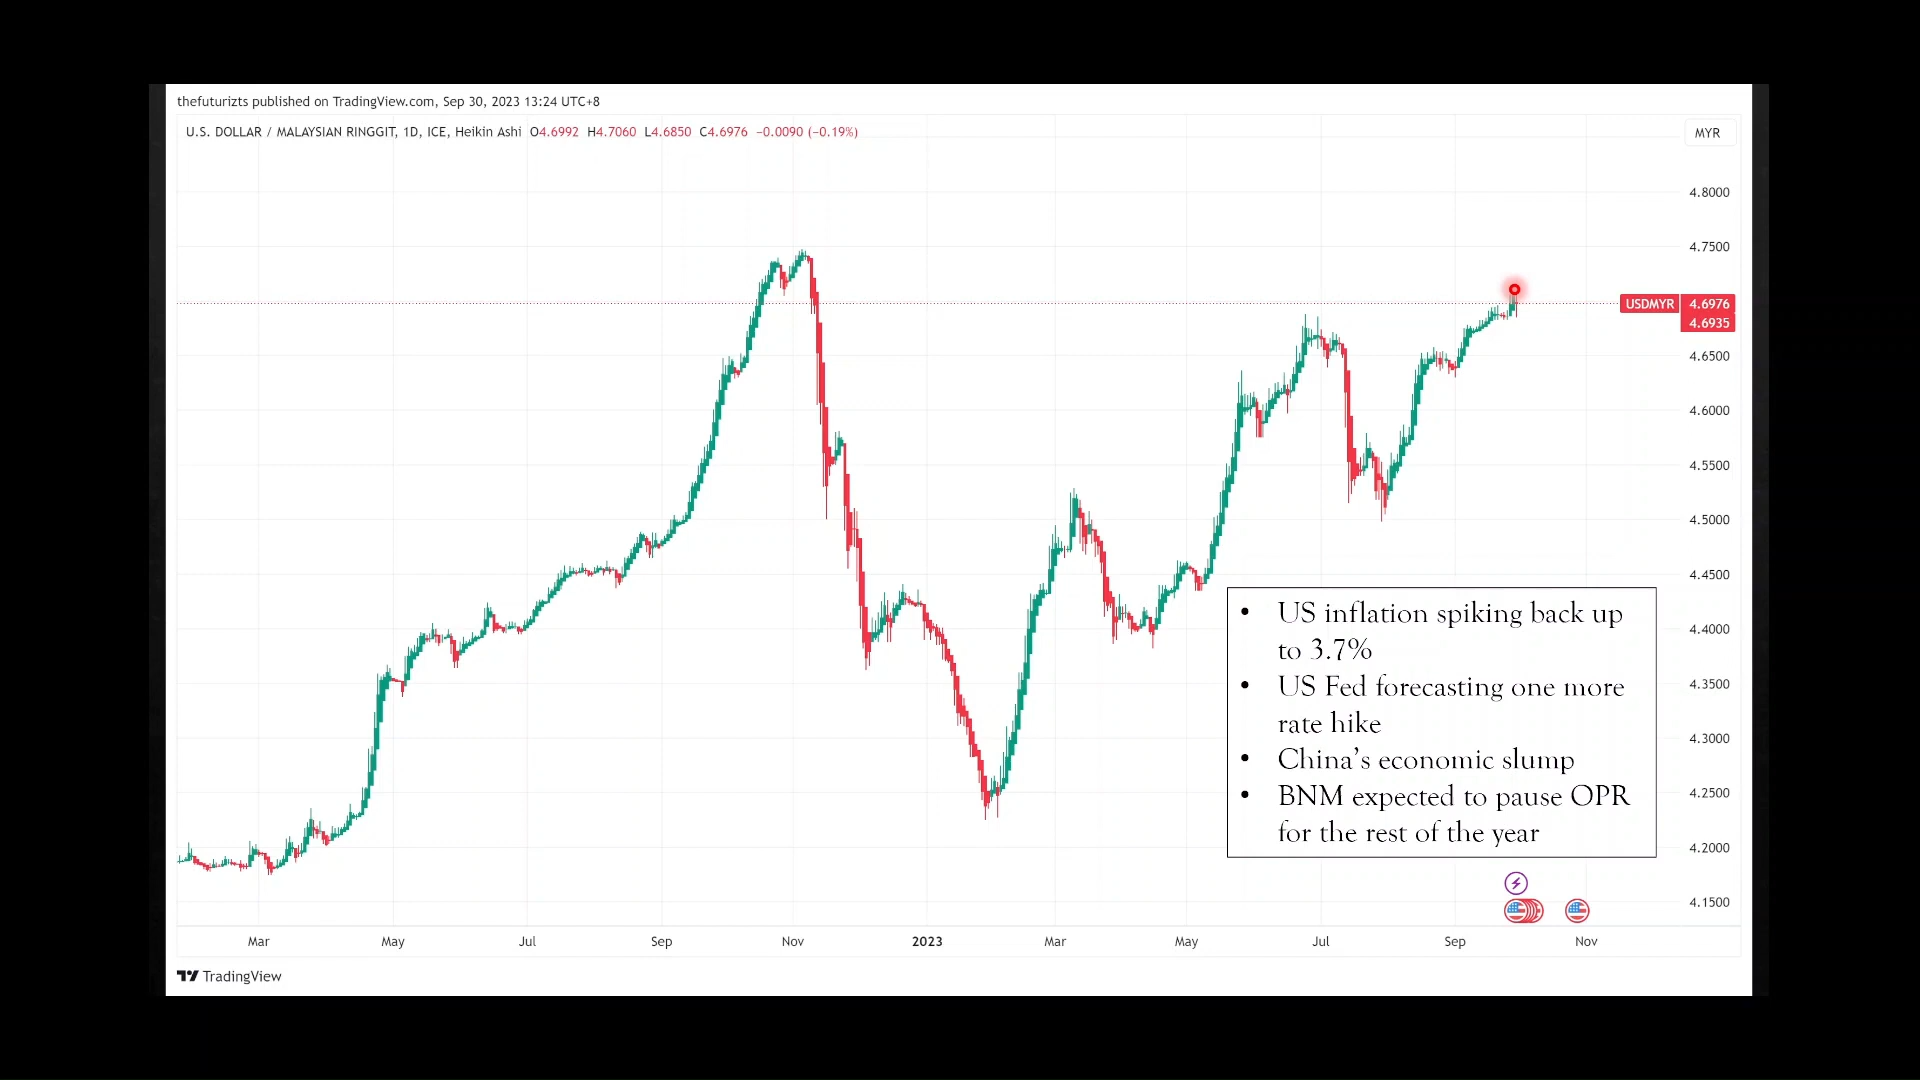 thefuturizts published on TradingView.com, Sep 30, 2023 13:24 UTC+8
U.S. DOLLAR / MALAYSIAN RINGGIT, 1D, ICE, Heikin Ashi O4.6992 H4.7060 L4.6850 C4.6976 −0.0090 (−0.19%)
MYR
4.8000
4.7500
USDMYR 4.6976
4.6935
4.6500
4.6000
4.5500
4.5000
4.4500
4.4000
4.3500
4.3000
4.2500
4.2000
4.1500
• US inflation spiking back up
to 3.7%
• US Fed forecasting one more
rate hike
• China’s economic slump
• BNM expected to pause OPR
for the rest of the year
Mar May Jul Sep Nov 2023 Mar May Jul Sep Nov
TradingView